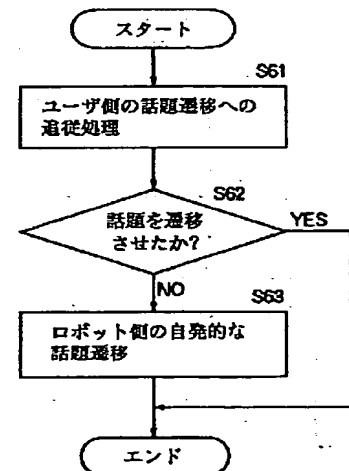 スタート
S61
ユーザ側の話題遷移への
追従処理
S62
話題を遷移
させたか?
YES
NO
S63
ロボット側の自発的な
話題遷移
エンド